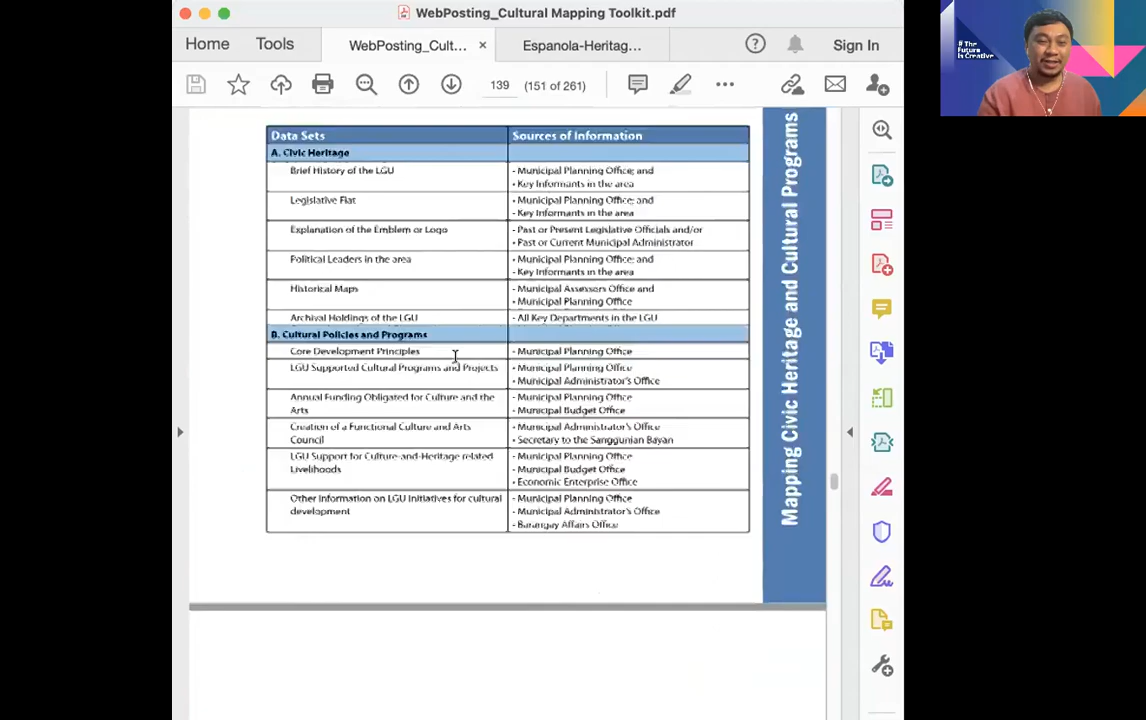 WebPosting_Cultural Mapping Toolkit.pdf
Home
Tools
WebPosting_Cult...
×
Espanola-Heritag...
?
Sign In
139
(151 of 261)
# The
Future
Is Creative
Data Sets
Sources of Information
A. Civic Heritage
Brief History of the LGU
- Municipal Planning Office; and
- Key Informants in the area
Legislative Fiat
- Municipal Planning Office; and
- Key Informants in the area
Explanation of the Emblem or Logo
- Past or Present Legislative Officials and/or
- Past or Current Municipal Administrator
Political Leaders in the area
- Municipal Planning Office; and
- Key Informants in the area
Historical Maps
- Municipal Assessors Office and
- Municipal Planning Office
Archival Holdings of the LGU
- All Key Departments in the LGU
B. Cultural Policies and Programs
Core Development Principles
- Municipal Planning Office
LGU Supported Cultural Programs and Projects
- Municipal Planning Office
- Municipal Administrator's Office
Annual Funding Obligated for Culture and the
Arts
- Municipal Planning Office
- Municipal Budget Office
Creation of a Functional Culture and Arts
Council
- Municipal Administrator's Office
- Secretary to the Sanggunian Bayan
LGU Support for Culture-and-Heritage related
Livelihoods
- Municipal Planning Office
- Municipal Budget Office
- Economic Enterprise Office
Other Information on LGU Initiatives for cultural
development
- Municipal Planning Office
- Municipal Administrator's Office
- Barangay Affairs Office
Mapping Civic Heritage and Cultural Programs